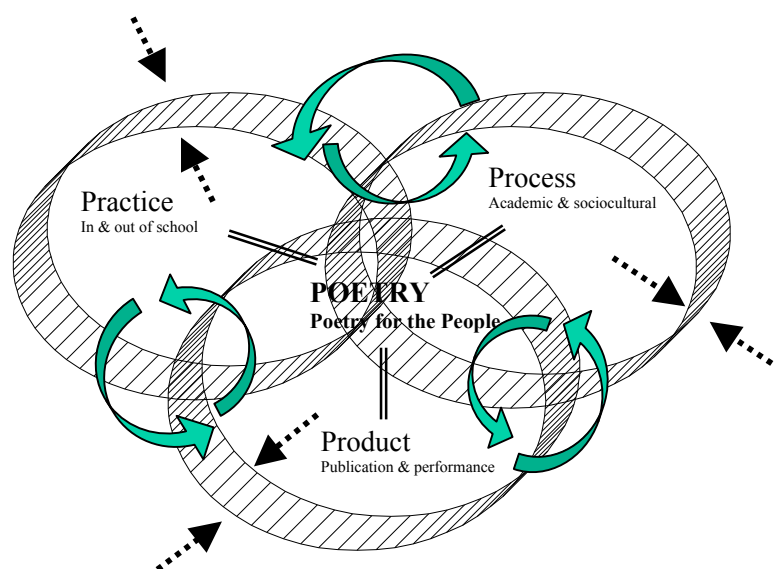 Practice
In & out of school
Process
Academic & sociocultural
POETRY
Poetry for the People
Product
Publication & performance